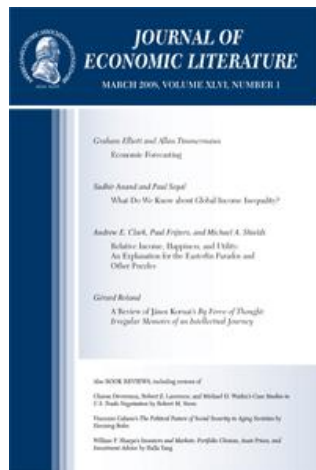 JOURNAL OF
ECONOMIC LITERATURE
MARCH 2008, VOLUME XLVI, NUMBER 1
Graham Elliott and Allan Timmermann
Economic Forecasting
Sudhir Anand and Paul Segal
What Do We Know about Global Income Inequality?
Andrew E. Clark, Paul Frijters, and Michael A. Shields
Relative Income, Happiness, and Utility:
An Explanation for the Easterlin Paradox and
Other Puzzles
Gérard Roland
A Review of János Kornai's By Force of Thought:
Irregular Memoirs of an Intellectual Journey
Also BOOK REVIEWS, including reviews of
Charan Devereaux, Robert Z. Lawrence, and Michael D. Watkins's Case Studies in
U.S. Trade Negotiation by Robert M. Stern
Vincenzo Galasso's The Political Future of Social Security in Aging Societies by
William F. Sharpe's Investors and Markets: Portfolio Choices, Asset Prices, and
Investment Advice by Halla Yang